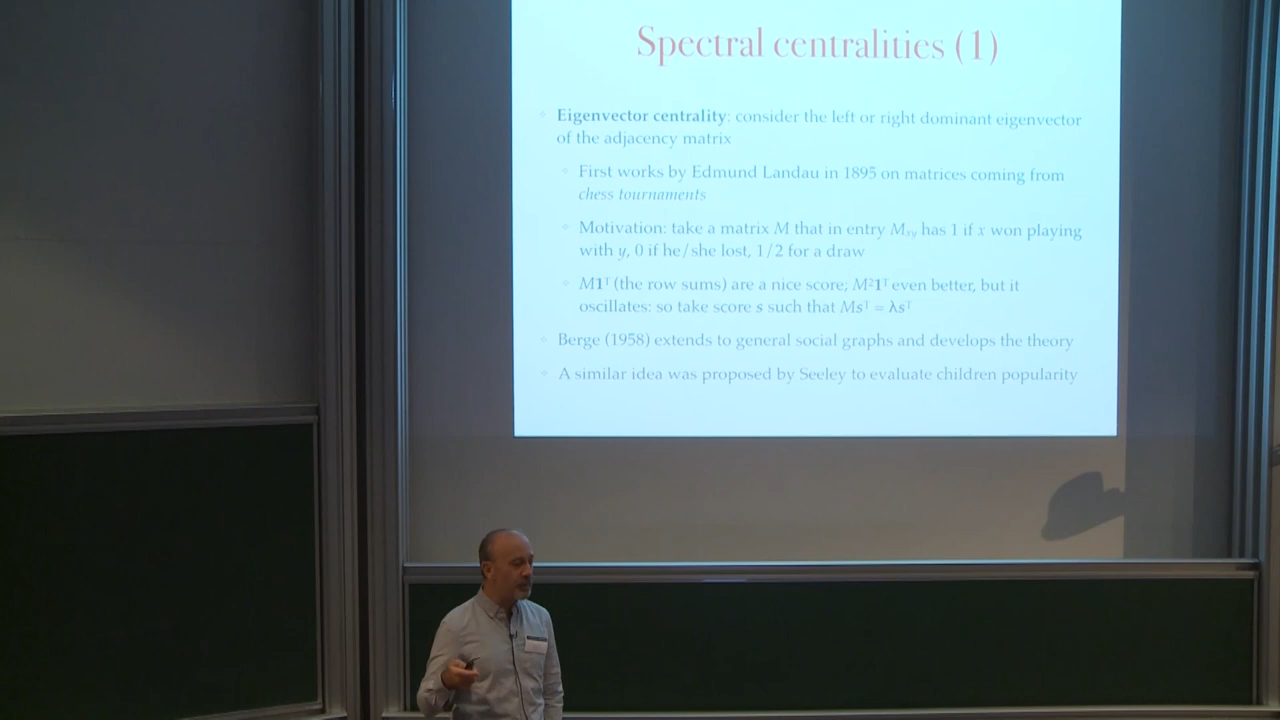 Spectral centralities (1)
Eigenvector centrality: consider the left or right dominant eigenvector
of the adjacency matrix
First works by Edmund Landau in 1895 on matrices coming from
chess tournaments
Motivation: take a matrix M that in entry Mxy has 1 if x won playing
with y, 0 if he/she lost, 1/2 for a draw
M1ᵀ (the row sums) are a nice score; M²1ᵀ even better, but it
oscillates: so take score s such that Msᵀ = λsᵀ
Berge (1958) extends to general social graphs and develops the theory
A similar idea was proposed by Seeley to evaluate children popularity